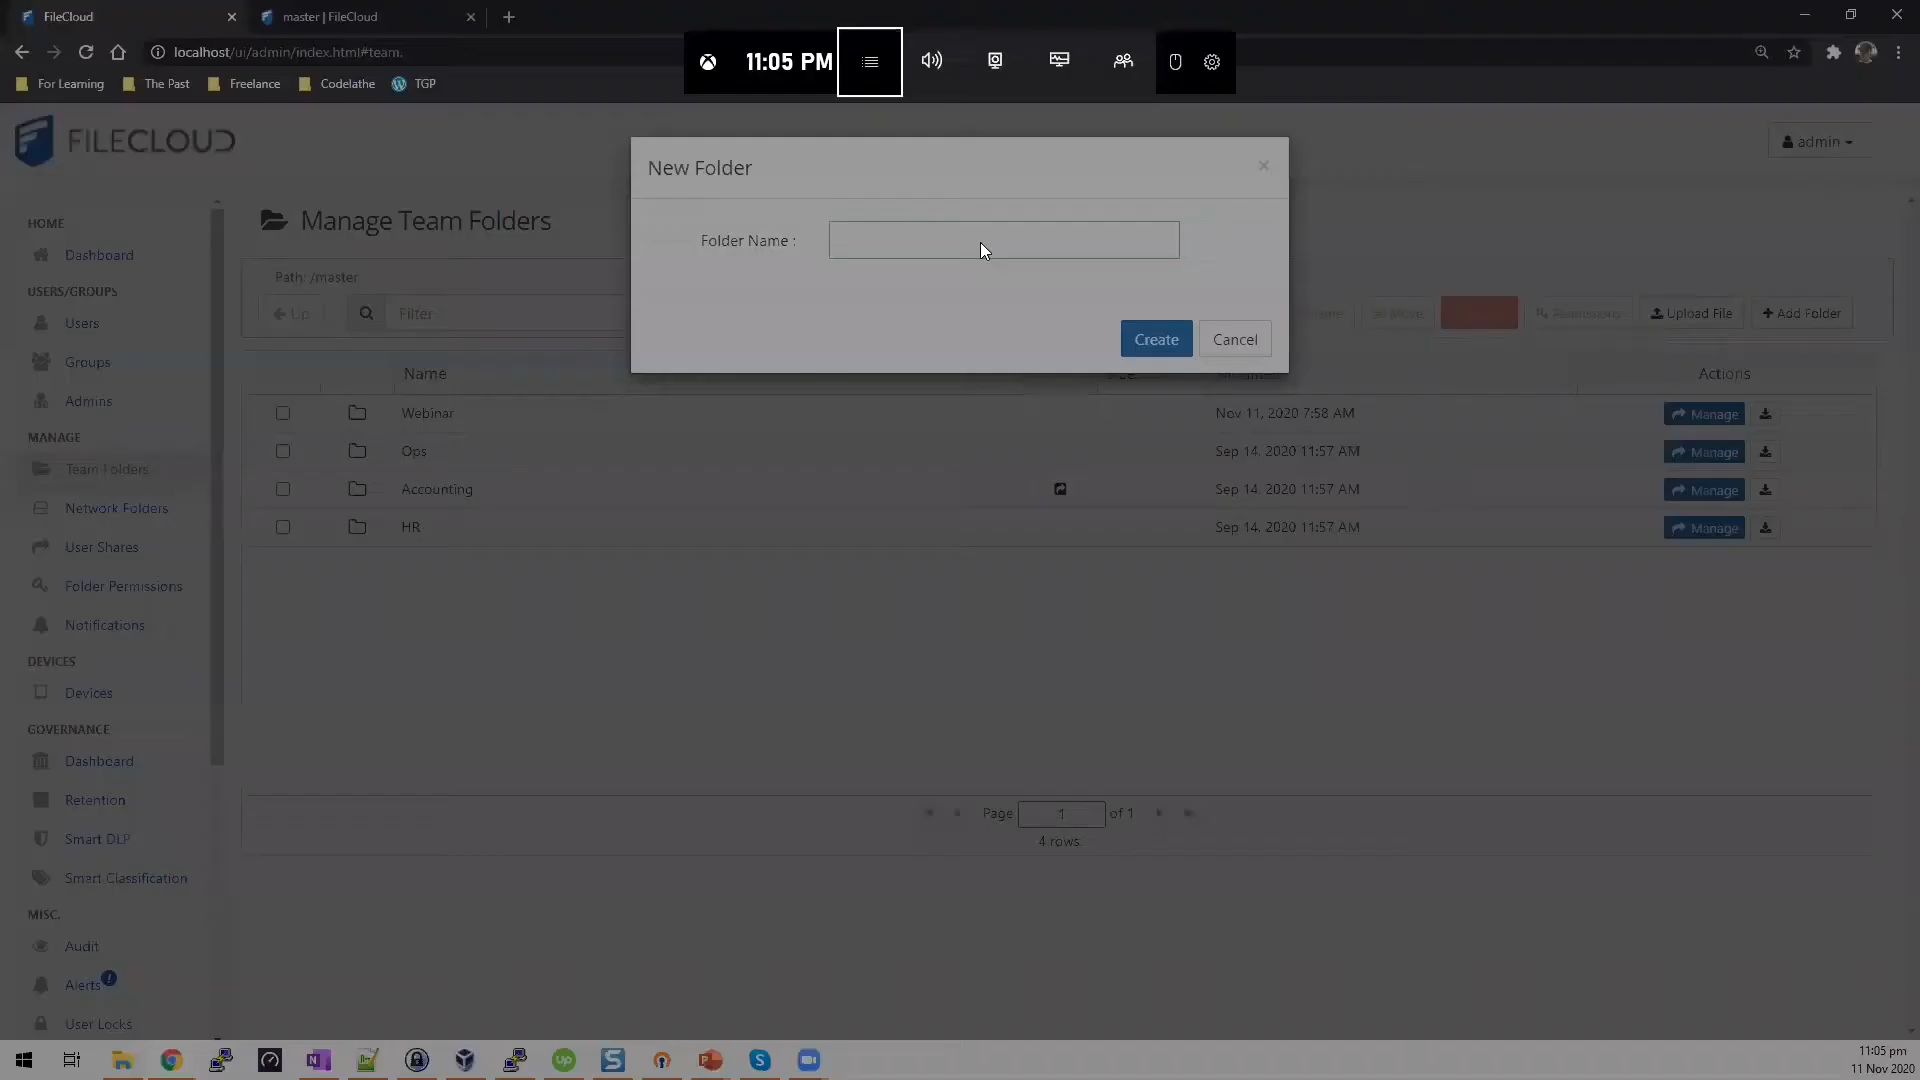 FileCloud
master | FileCloud
localhost/ui/admin/index.html#team.
11:05 PM
For Learning
The Past
Freelance
Codelathe
TGP
FILECLOUD
admin
New Folder
Folder Name :
Create
Cancel
HOME
Dashboard
USERS/GROUPS
Users
Groups
Admins
MANAGE
Team Folders
Network Folders
User Shares
Folder Permissions
Notifications
DEVICES
Devices
GOVERNANCE
Dashboard
Retention
Smart DLP
Smart Classification
MISC.
Audit
Alerts
User Locks
Manage Team Folders
Path: /master
Up
Filter
Move
Permissions
Upload File
Add Folder
Name
Actions
Webinar
Nov 11, 2020 7:58 AM
Manage
Ops
Sep 14, 2020 11:57 AM
Manage
Accounting
Sep 14, 2020 11:57 AM
Manage
HR
Sep 14, 2020 11:57 AM
Manage
Page 1 of 1
4 rows.
11:05 pm
11 Nov 2020